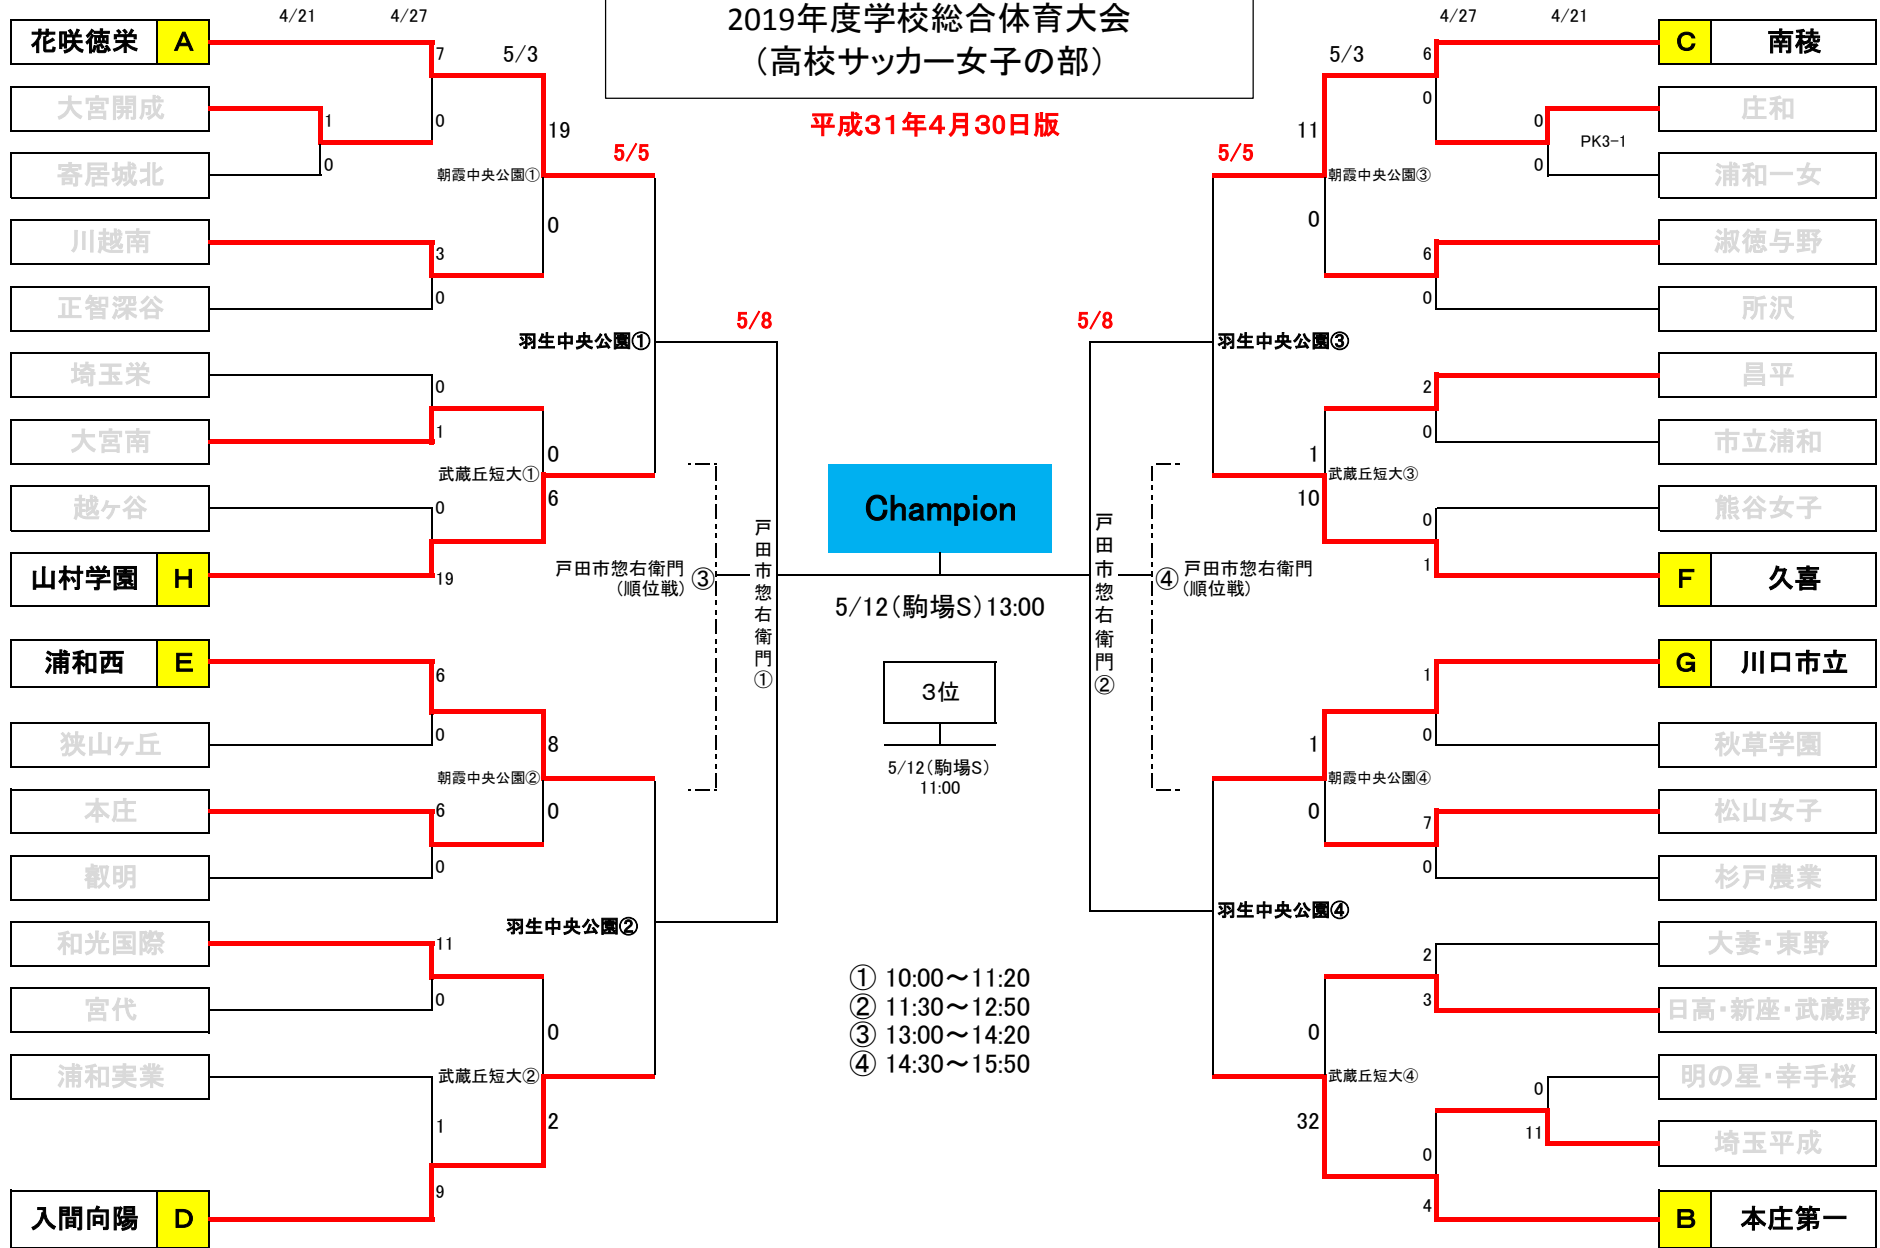 2019年度学校総合体育大会
（高校サッカー女子の部）
平成31年4月30日版
4/21 4/27
5/3
5/5
5/8
花咲徳栄 A
7
大宮開成
1
0
寄居城北
0
19
朝霞中央公園①
川越南
3
0
正智深谷
0
羽生中央公園①
埼玉栄
0
大宮南
1
0
武蔵丘短大①
6
越ヶ谷
0
山村学園 H
19
戸田市惣右衛門
（順位戦）
③
戸田市惣右衛門①
浦和西 E
6
狭山ヶ丘
0
8
朝霞中央公園②
0
本庄
6
叡明
0
羽生中央公園②
和光国際
11
宮代
0
0
武蔵丘短大②
2
浦和実業
1
入間向陽 D
9
Champion
5/12（駒場S）13:00
3位
5/12（駒場S）
11:00
① 10:00～11:20
② 11:30～12:50
③ 13:00～14:20
④ 14:30～15:50
4/27 4/21
5/3
5/5
5/8
C 南稜
6
0
庄和
0
PK3-1
浦和一女
0
11
朝霞中央公園③
0
淑徳与野
6
所沢
0
羽生中央公園③
昌平
2
市立浦和
0
1
武蔵丘短大③
10
熊谷女子
0
F 久喜
1
戸田市惣右衛門②
④
戸田市惣右衛門
（順位戦）
G 川口市立
1
秋草学園
0
1
朝霞中央公園④
0
松山女子
7
杉戸農業
0
羽生中央公園④
大妻・東野
2
日高・新座・武蔵野
3
0
武蔵丘短大④
32
明の星・幸手桜
0
埼玉平成
11
0
B 本庄第一
4